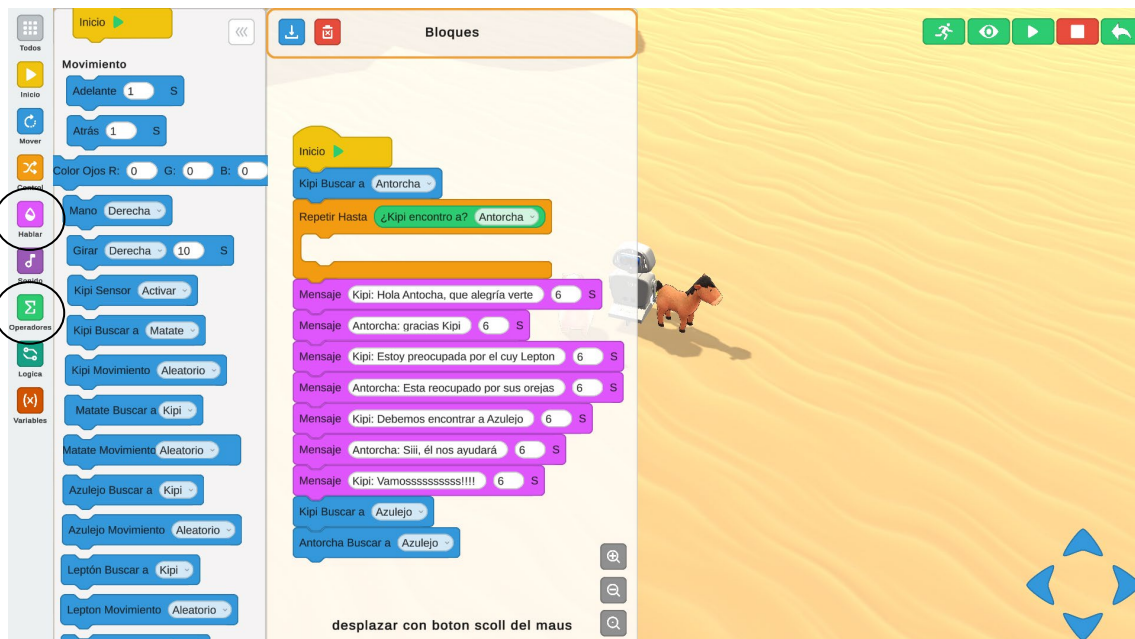 Todos
Inicio
Mover
Control
Hablar
Sonido
Operadores
Logica
(x)
Variables
Inicio
Movimiento
Adelante 1 S
Atrás 1 S
Color Ojos R: 0 G: 0 B: 0
Mano Derecha
Girar Derecha 10 S
Kipi Sensor Activar
Kipi Buscar a Matate
Kipi Movimiento Aleatorio
Matate Buscar a Kipi
Matate Movimiento Aleatorio
Azulejo Buscar a Kipi
Azulejo Movimiento Aleatorio
Leptón Buscar a Kipi
Lepton Movimiento Aleatorio
Bloques
Inicio
Kipi Buscar a Antorcha
Repetir Hasta ¿Kipi encontro a? Antorcha
Mensaje Kipi: Hola Antocha, que alegría verte 6 S
Mensaje Antorcha: gracias Kipi 6 S
Mensaje Kipi: Estoy preocupada por el cuy Lepton 6 S
Mensaje Antorcha: Esta reocupado por sus orejas 6 S
Mensaje Kipi: Debemos encontrar a Azulejo 6 S
Mensaje Antorcha: Siii, él nos ayudará 6 S
Mensaje Kipi: Vamossssssssss!!!! 6 S
Kipi Buscar a Azulejo
Antorcha Buscar a Azulejo
desplazar con boton scoll del maus